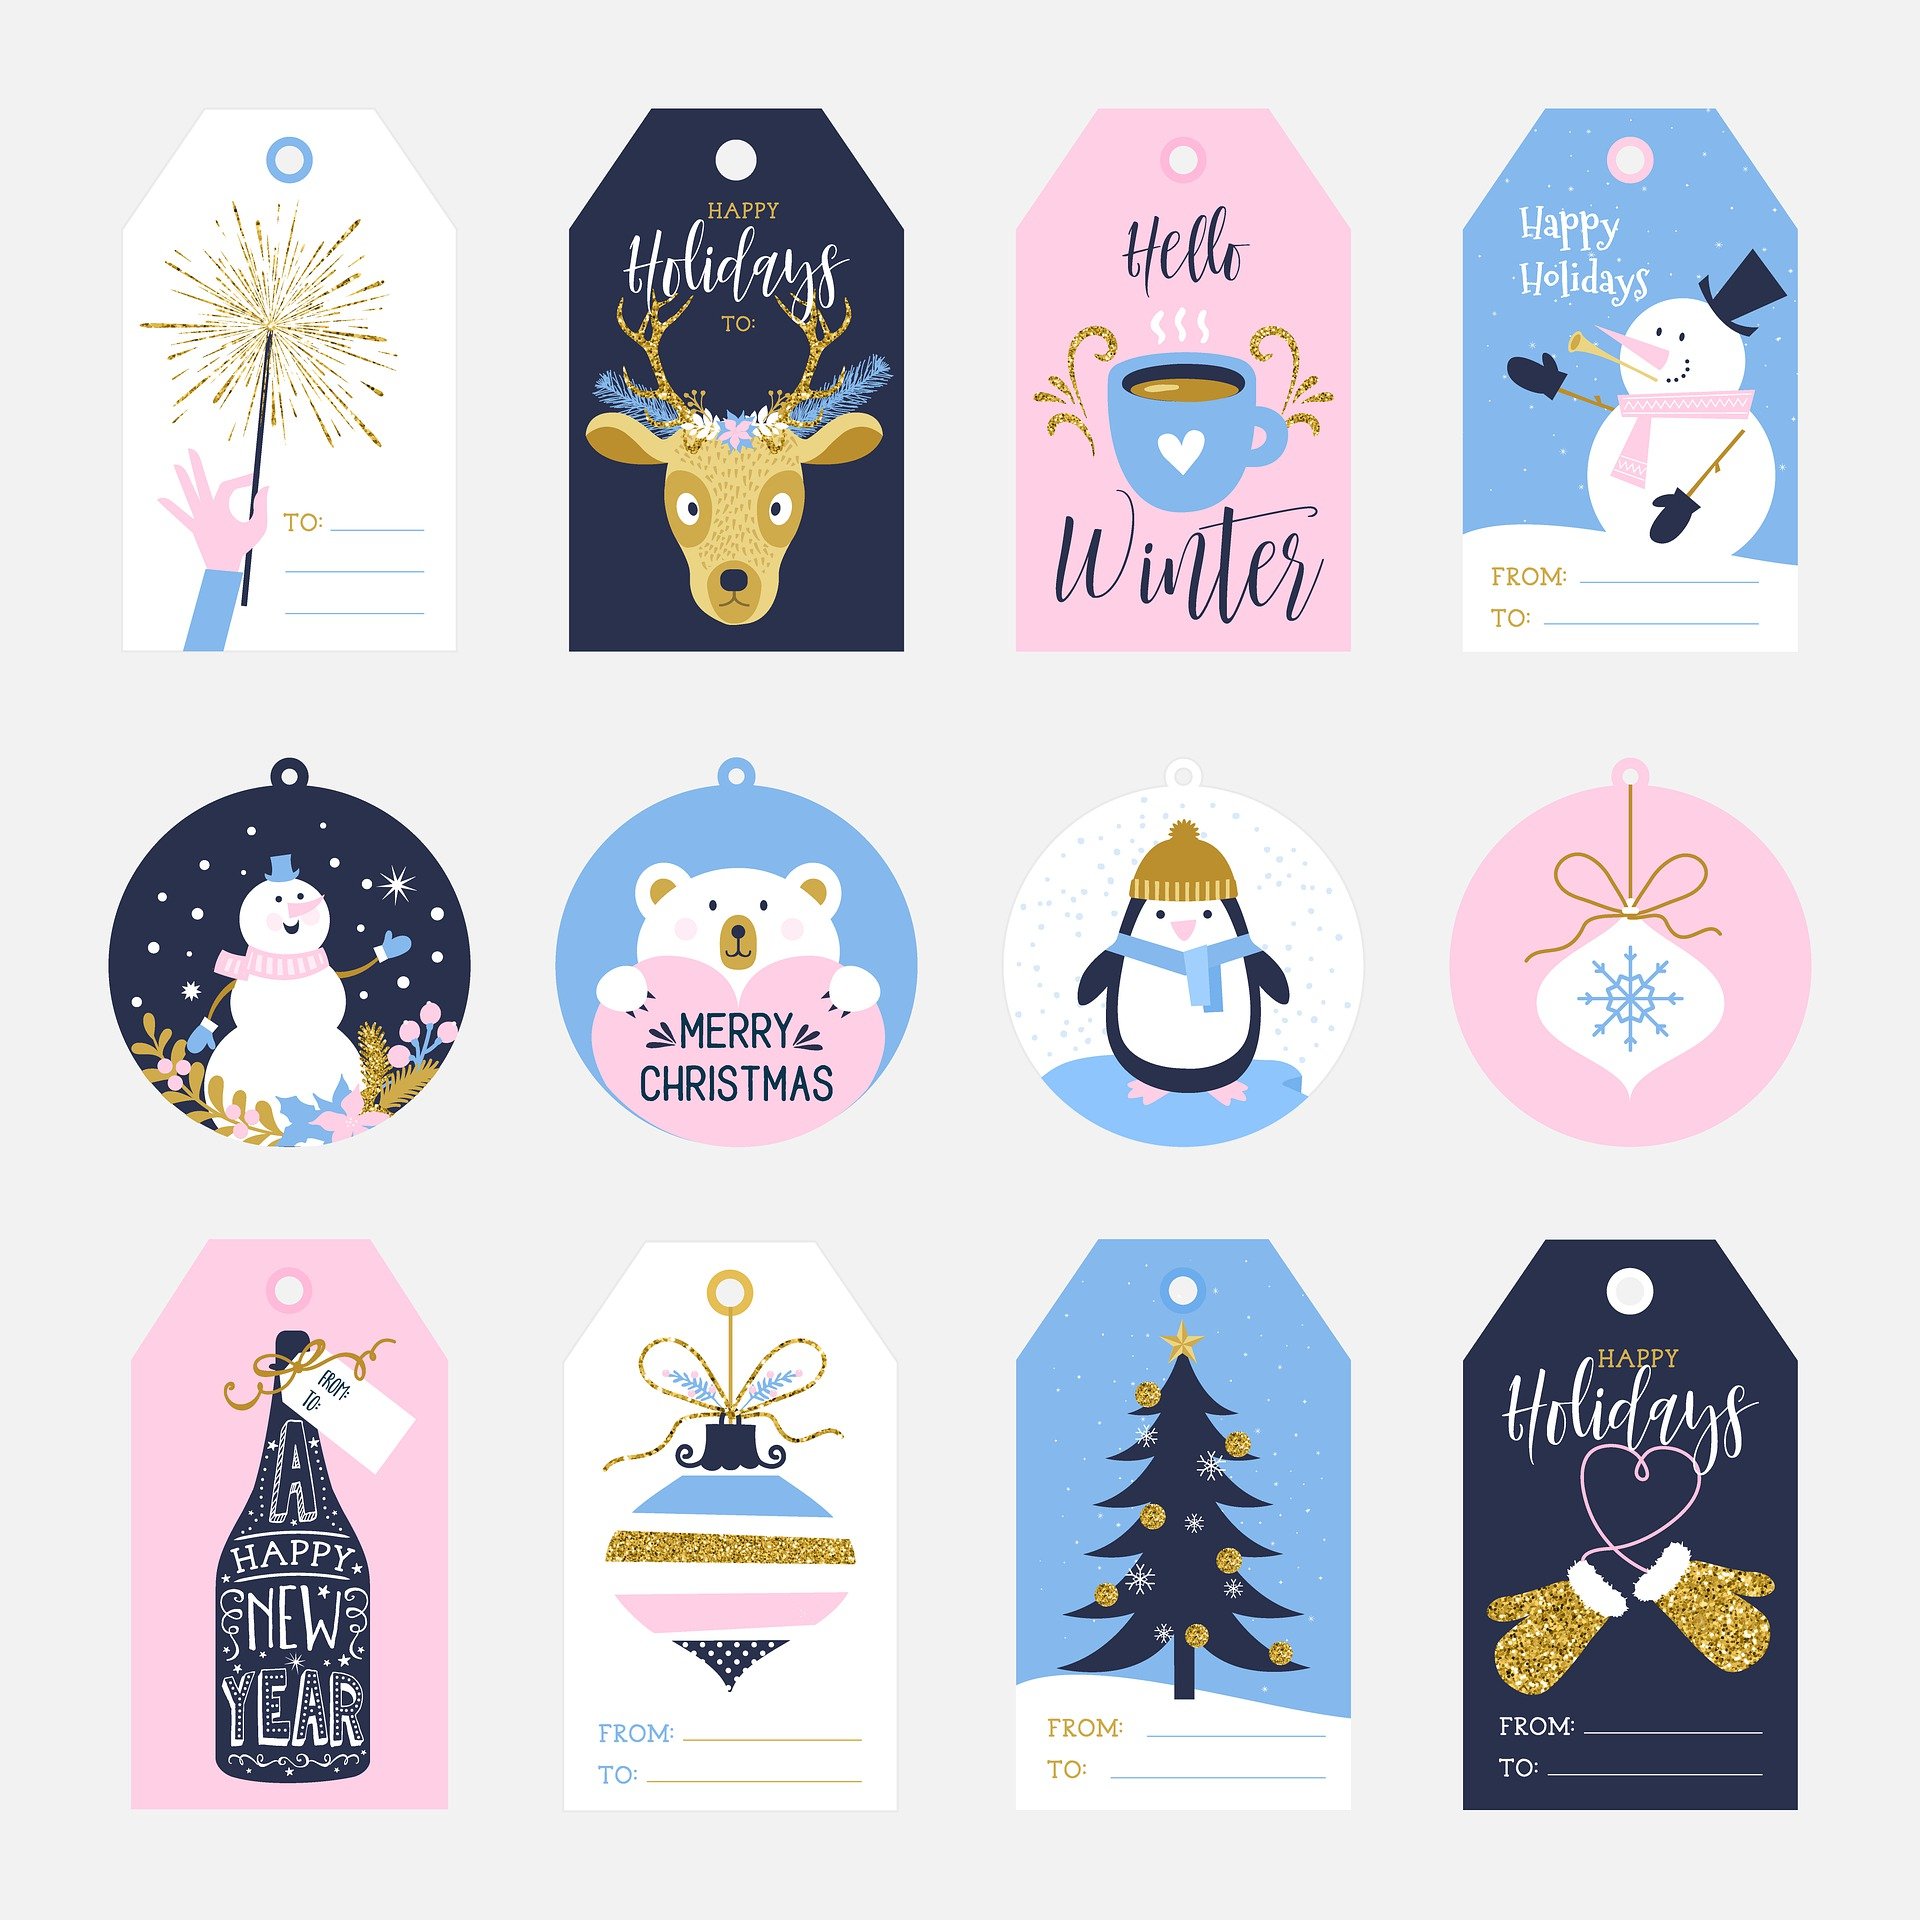 TO:
HAPPY
Holidays
TO:
Hello
Winter
Happy
Holidays
FROM:
TO:
MERRY
CHRISTMAS
FROM:
TO:
A
HAPPY
NEW
YEAR
FROM:
TO:
FROM:
TO:
HAPPY
Holidays
FROM:
TO: